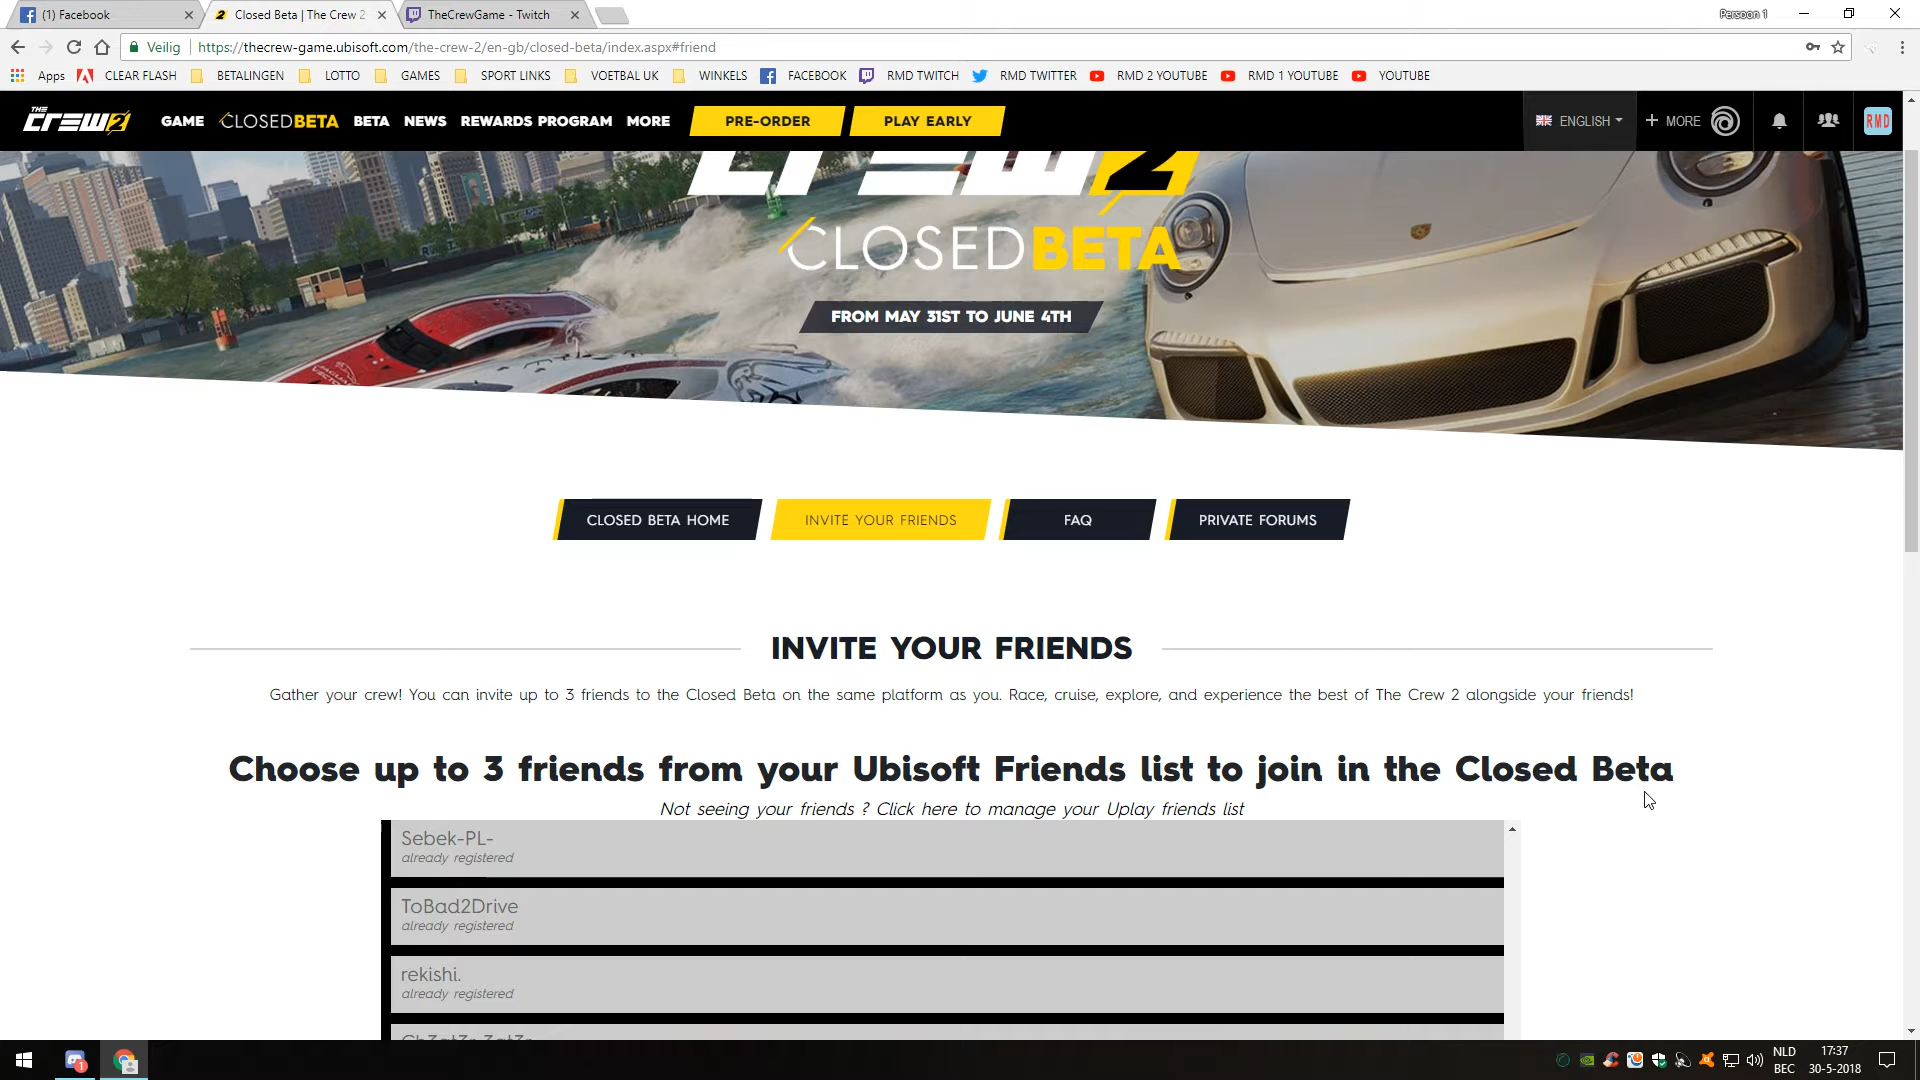 (1) Facebook
Closed Beta | The Crew 2
TheCrewGame - Twitch
Persoon 1
Veilig
https://thecrew-game.ubisoft.com/the-crew-2/en-gb/closed-beta/index.aspx#friend
Apps
CLEAR FLASH
BETALINGEN
LOTTO
GAMES
SPORT LINKS
VOETBAL UK
WINKELS
FACEBOOK
RMD TWITCH
RMD TWITTER
RMD 2 YOUTUBE
RMD 1 YOUTUBE
YOUTUBE
THE CREW 2
GAME
CLOSEDBETA
BETA
NEWS
REWARDS PROGRAM
MORE
PRE-ORDER
PLAY EARLY
ENGLISH
+ MORE
RMD
CREW 2
CLOSEDBETA
FROM MAY 31ST TO JUNE 4TH
CLOSED BETA HOME
INVITE YOUR FRIENDS
FAQ
PRIVATE FORUMS
INVITE YOUR FRIENDS
Gather your crew! You can invite up to 3 friends to the Closed Beta on the same platform as you. Race, cruise, explore, and experience the best of The Crew 2 alongside your friends!
Choose up to 3 friends from your Ubisoft Friends list to join in the Closed Beta
Not seeing your friends ? Click here to manage your Uplay friends list
Sebek-PL-
already registered
ToBad2Drive
already registered
rekishi.
already registered
NLD
BEC
17:37
30-5-2018